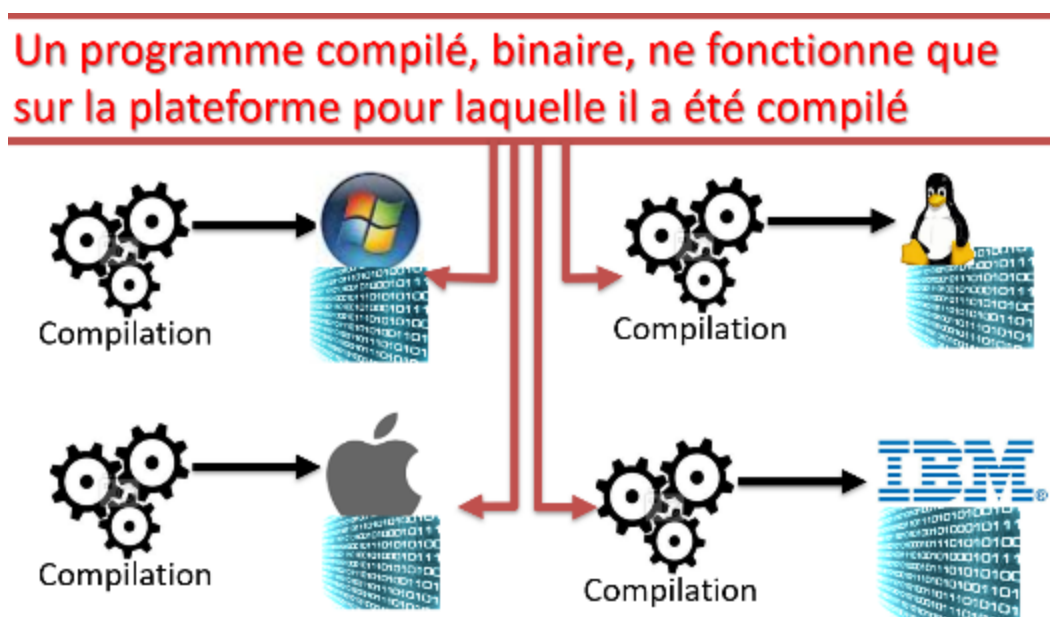 Un programme compilé, binaire, ne fonctionne que
sur la plateforme pour laquelle il a été compilé
Compilation
Compilation
Compilation
IBM®
Compilation